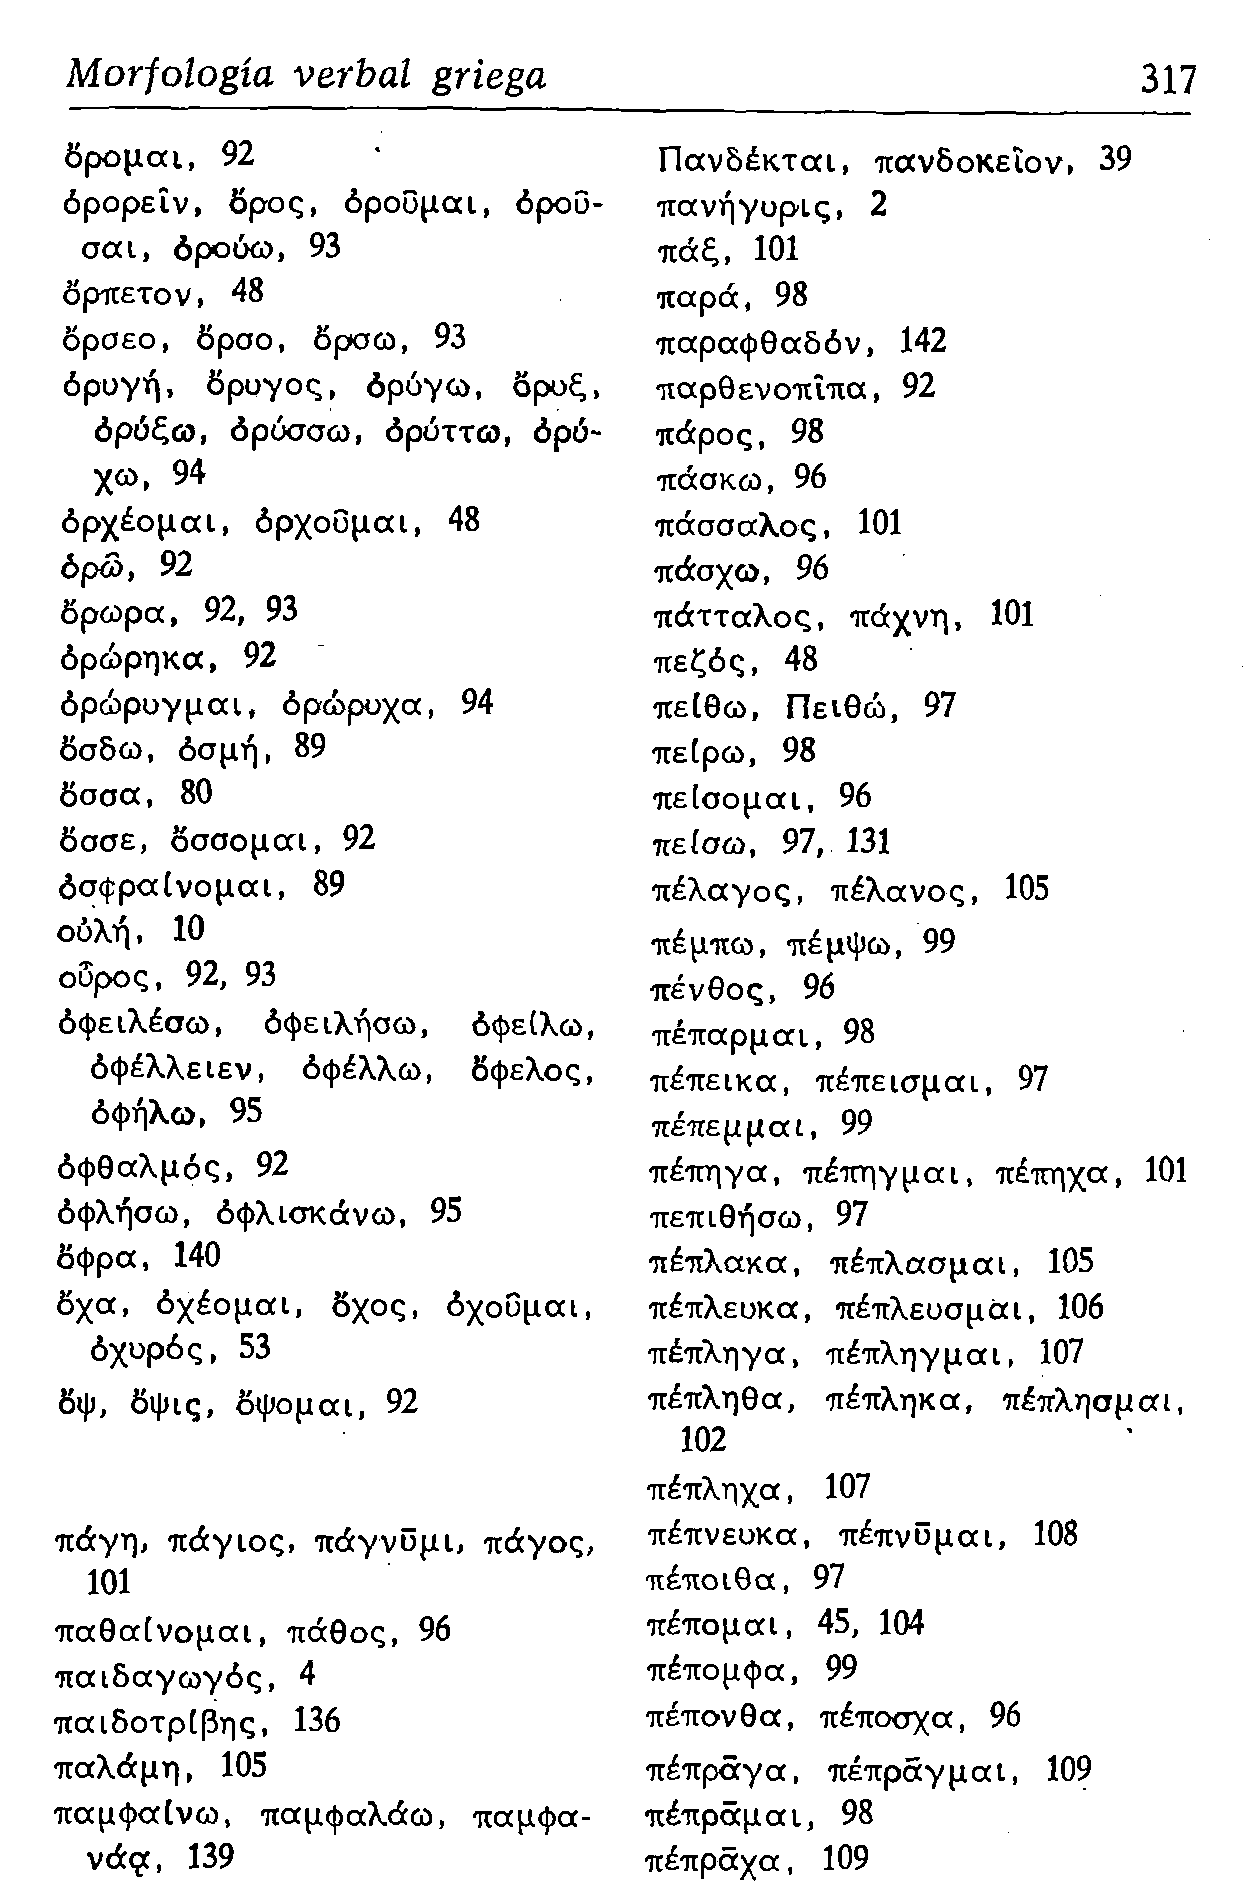 Morfología verbal griega 317
ὄρομαι, 92
ὀρορεῖν, ὄρος, ὀροῦμαι, ὀροῦ-
σαι, ὀρούω, 93
ὄρπετον, 48
ὄρσεο, ὄρσο, ὄρσω, 93
ὀρυγή, ὄρυγος, ὀρύγω, ὄρυξ,
ὀρύξω, ὀρύσσω, ὀρύττω, ὀρύ-
χω, 94
ὀρχέομαι, ὀρχοῦμαι, 48
ὁρῶ, 92
ὄρωρα, 92, 93
ὀρώρηκα, 92
ὀρώρυγμαι, ὀρώρυχα, 94
ὄσδω, ὀσμή, 89
ὄσσα, 80
ὄσσε, ὄσσομαι, 92
ὀσφραίνομαι, 89
οὐλή, 10
οὖρος, 92, 93
ὀφειλέσω, ὀφειλήσω, ὀφείλω,
ὀφέλλειεν, ὀφέλλω, ὄφελος,
ὀφήλω, 95
ὀφθαλμός, 92
ὀφλήσω, ὀφλισκάνω, 95
ὄφρα, 140
ὄχα, ὀχέομαι, ὄχος, ὀχοῦμαι,
ὀχυρός, 53
ὄψ, ὄψις, ὄψομαι, 92
πάγη, πάγιος, πάγνῡμι, πάγος,
101
παθαίνομαι, πάθος, 96
παιδαγωγός, 4
παιδοτρίβης, 136
παλάμη, 105
παμφαίνω, παμφαλάω, παμφα-
νάᾳ, 139
Πανδέκται, πανδοκεῖον, 39
πανήγυρις, 2
πάξ, 101
παρά, 98
παραφθαδόν, 142
παρθενοπῖπα, 92
πάρος, 98
πάσκω, 96
πάσσαλος, 101
πάσχω, 96
πάτταλος, πάχνη, 101
πεζός, 48
πείθω, Πειθώ, 97
πείρω, 98
πείσομαι, 96
πείσω, 97, 131
πέλαγος, πέλανος, 105
πέμπω, πέμψω, 99
πένθος, 96
πέπαρμαι, 98
πέπεικα, πέπεισμαι, 97
πέπεμμαι, 99
πέπηγα, πέπηγμαι, πέπηχα, 101
πεπιθήσω, 97
πέπλακα, πέπλασμαι, 105
πέπλευκα, πέπλευσμαι, 106
πέπληγα, πέπληγμαι, 107
πέπληθα, πέπληκα, πέπλησμαι,
102
πέπληχα, 107
πέπνευκα, πέπνῡμαι, 108
πέποιθα, 97
πέπομαι, 45, 104
πέπομφα, 99
πέπονθα, πέποσχα, 96
πέπρᾱγα, πέπρᾱγμαι, 109
πέπρᾱμαι, 98
πέπρᾱχα, 109